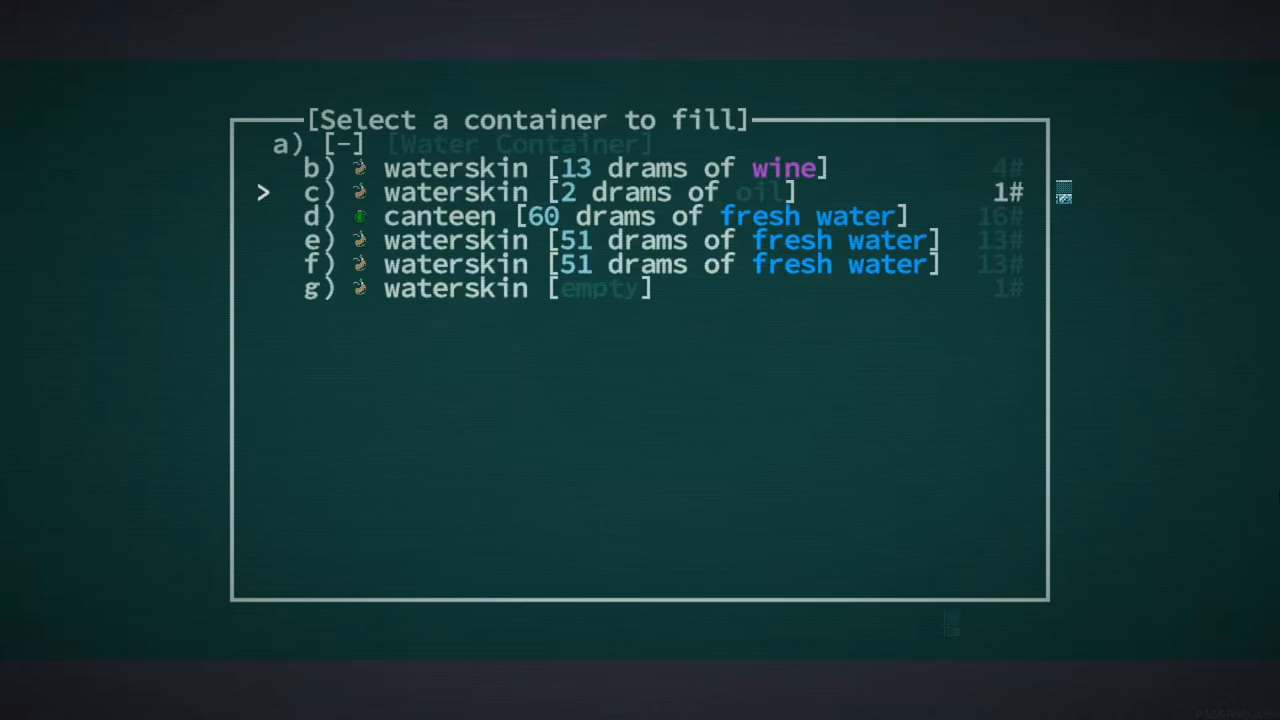 [Select a container to fill]
a) [-] [Water Container]
b) waterskin [13 drams of wine] 4#
> c) waterskin [2 drams of oil] 1#
d) canteen [60 drams of fresh water] 16#
e) waterskin [51 drams of fresh water] 13#
f) waterskin [51 drams of fresh water] 13#
g) waterskin [empty] 1#